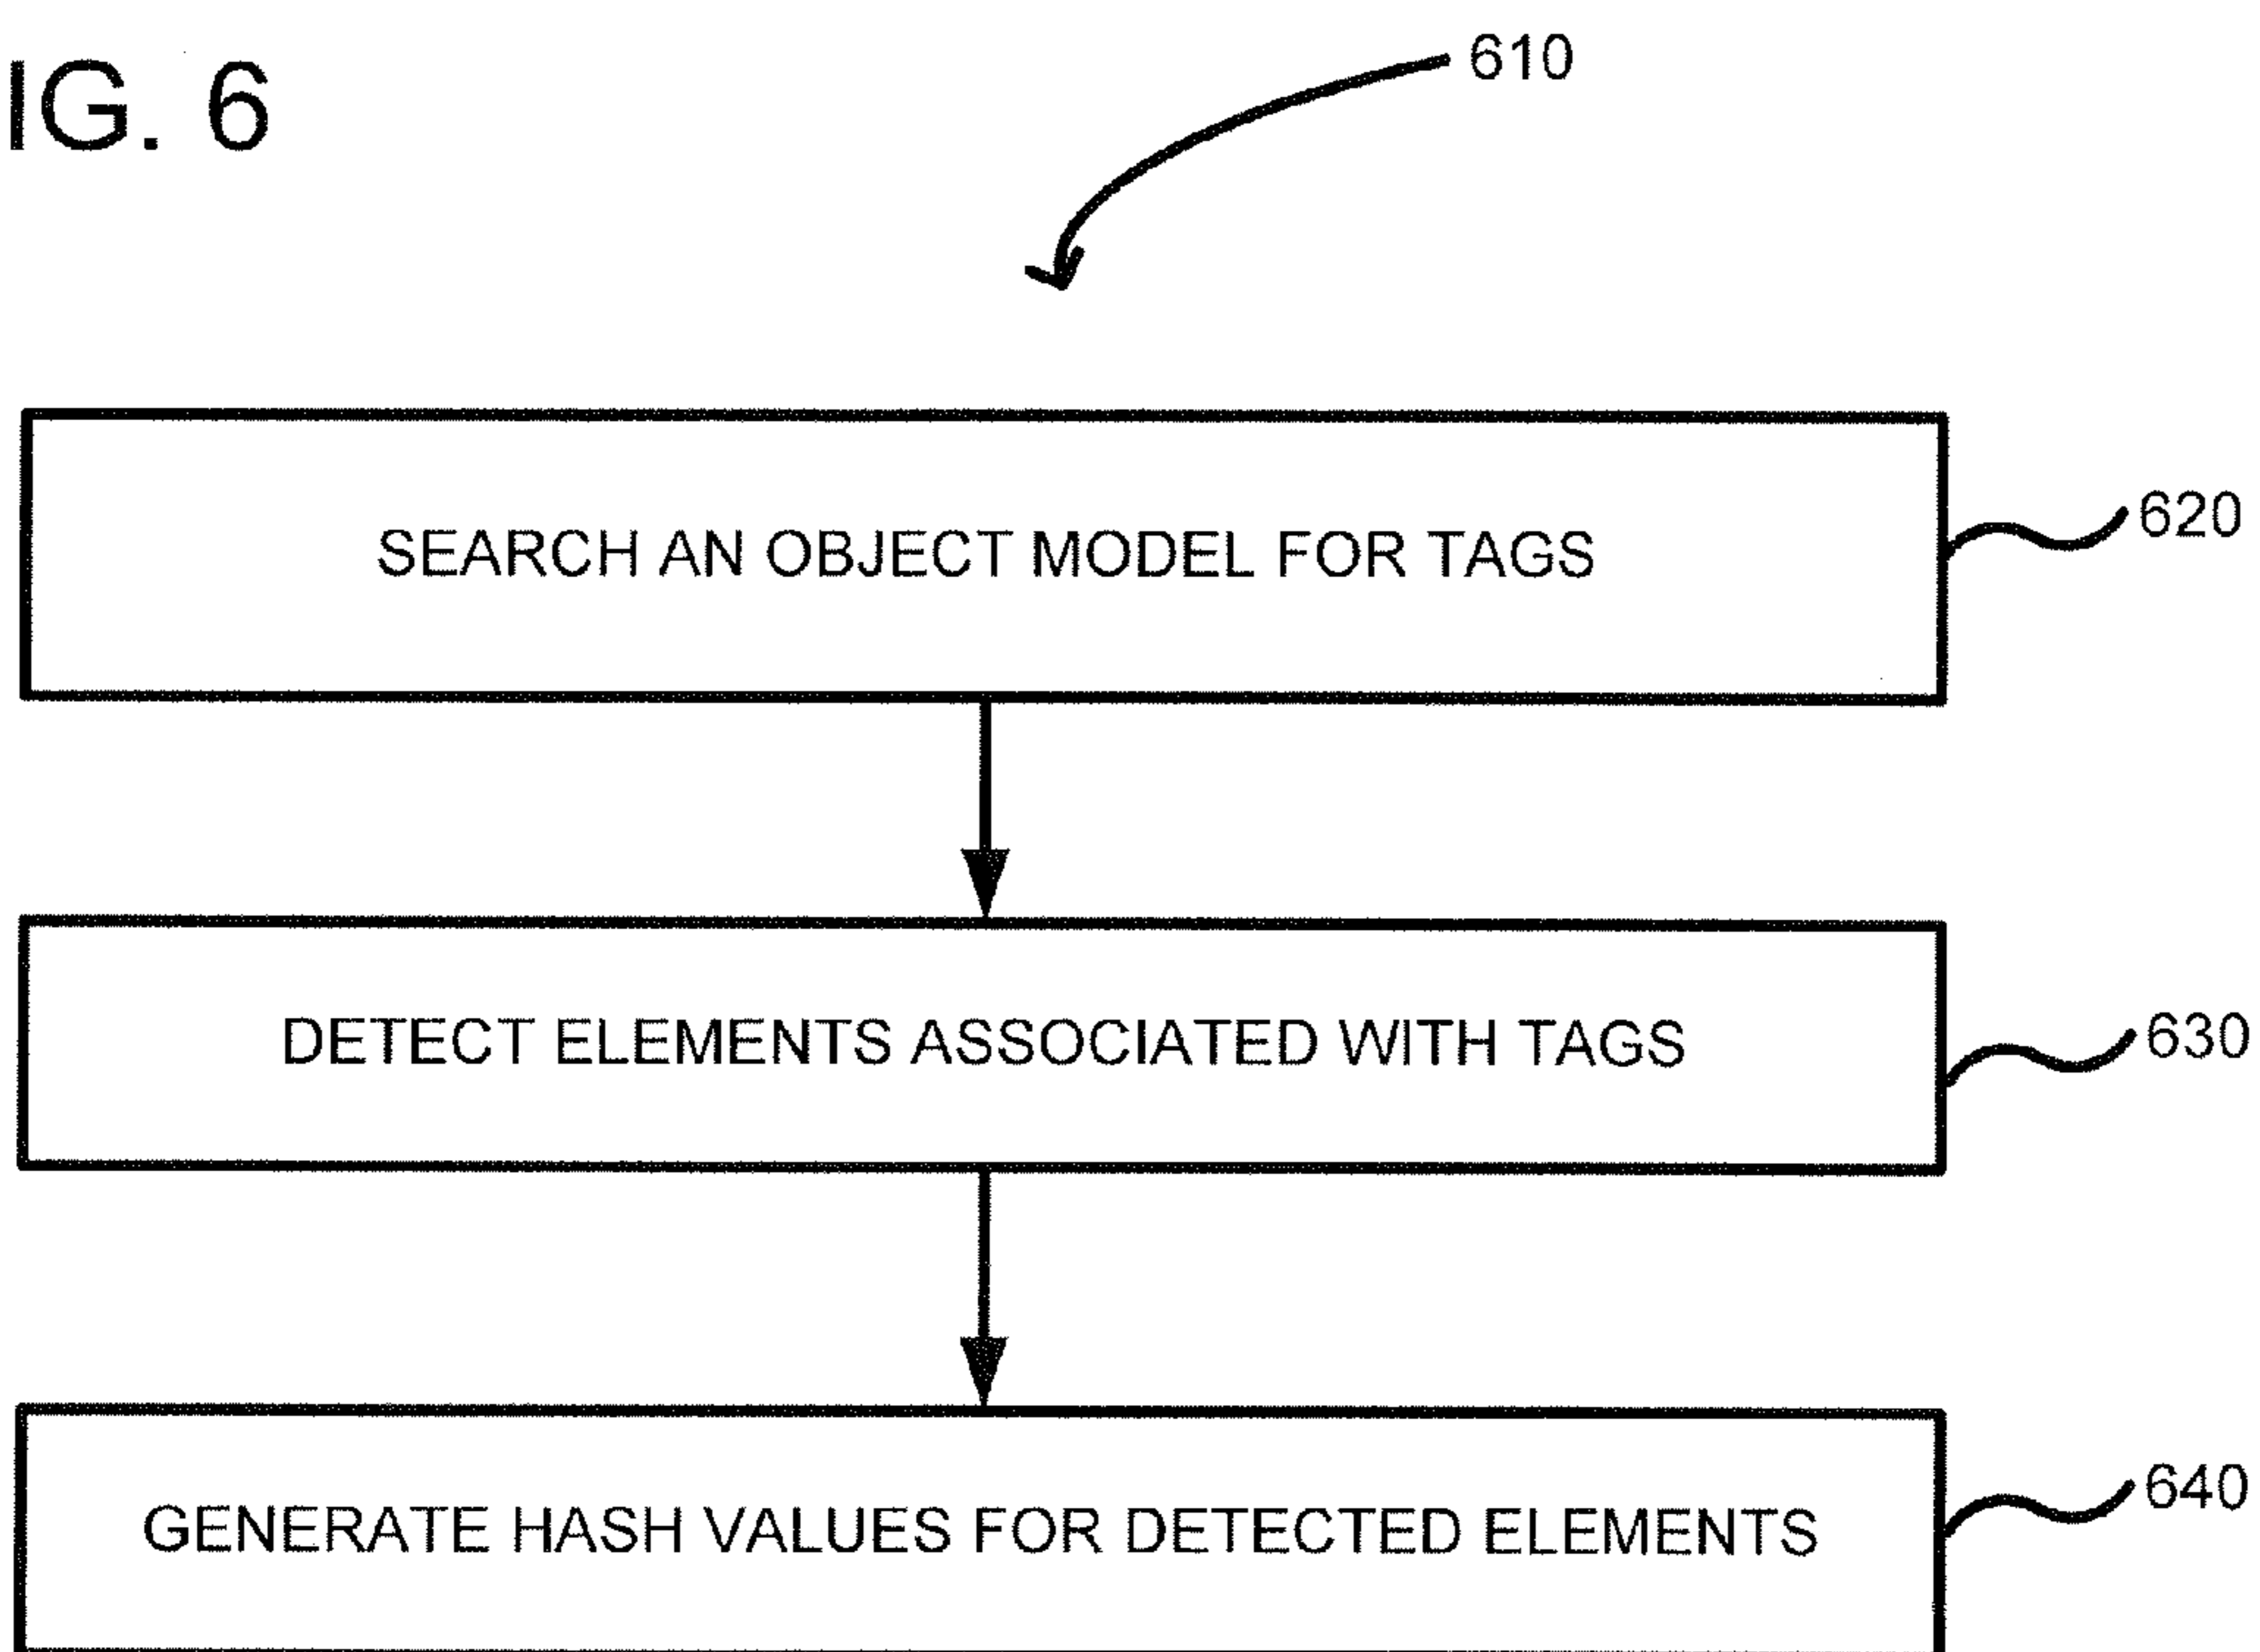 IG. 6
610
SEARCH AN OBJECT MODEL FOR TAGS
620
DETECT ELEMENTS ASSOCIATED WITH TAGS
630
GENERATE HASH VALUES FOR DETECTED ELEMENTS
640